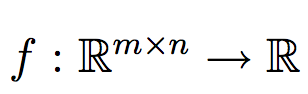 f : ℝ^{m×n} → ℝ